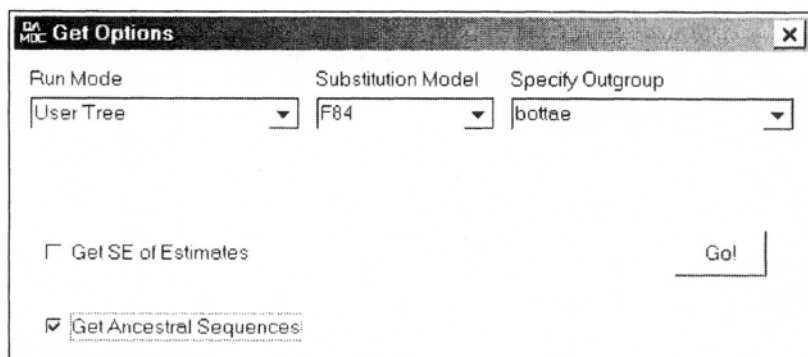 Get Options
Run Mode Substitution Model Specify Outgroup
User Tree F84 bottae
Get SE of Estimates Go!
Get Ancestral Sequences